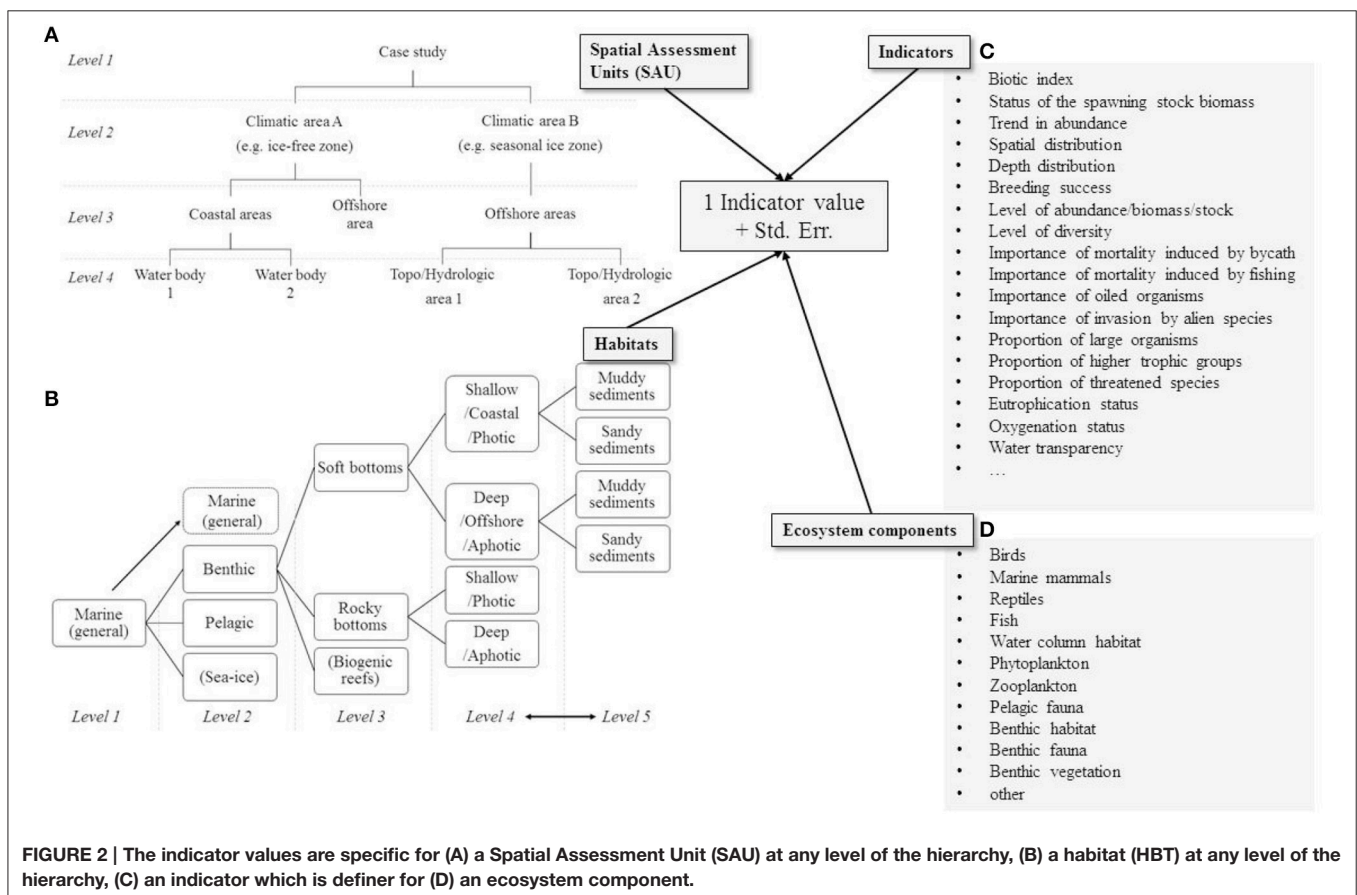 A
Level 1
Case study
Level 2
Climatic area A
(e.g. ice-free zone)
Climatic area B
(e.g. seasonal ice zone)
Level 3
Coastal areas
Offshore
area
Offshore areas
Level 4
Water body
1
Water body
2
Topo/Hydrologic
area 1
Topo/Hydrologic
area 2
Spatial Assessment
Units (SAU)
Indicators
1 Indicator value
+ Std. Err.
Habitats
Ecosystem components
B
Marine
(general)
Marine
(general)
Benthic
Pelagic
(Sea-ice)
Soft bottoms
Rocky
bottoms
(Biogenic
reefs)
Shallow
/Coastal
/Photic
Deep
/Offshore
/Aphotic
Shallow
/Photic
Deep
/Aphotic
Muddy
sediments
Sandy
sediments
Muddy
sediments
Sandy
sediments
Level 1
Level 2
Level 3
Level 4
Level 5
C
• Biotic index
• Status of the spawning stock biomass
• Trend in abundance
• Spatial distribution
• Depth distribution
• Breeding success
• Level of abundance/biomass/stock
• Level of diversity
• Importance of mortality induced by bycath
• Importance of mortality induced by fishing
• Importance of oiled organisms
• Importance of invasion by alien species
• Proportion of large organisms
• Proportion of higher trophic groups
• Proportion of threatened species
• Eutrophication status
• Oxygenation status
• Water transparency
• …
D
• Birds
• Marine mammals
• Reptiles
• Fish
• Water column habitat
• Phytoplankton
• Zooplankton
• Pelagic fauna
• Benthic habitat
• Benthic fauna
• Benthic vegetation
• other
FIGURE 2 | The indicator values are specific for (A) a Spatial Assessment Unit (SAU) at any level of the hierarchy, (B) a habitat (HBT) at any level of the
hierarchy, (C) an indicator which is definer for (D) an ecosystem component.